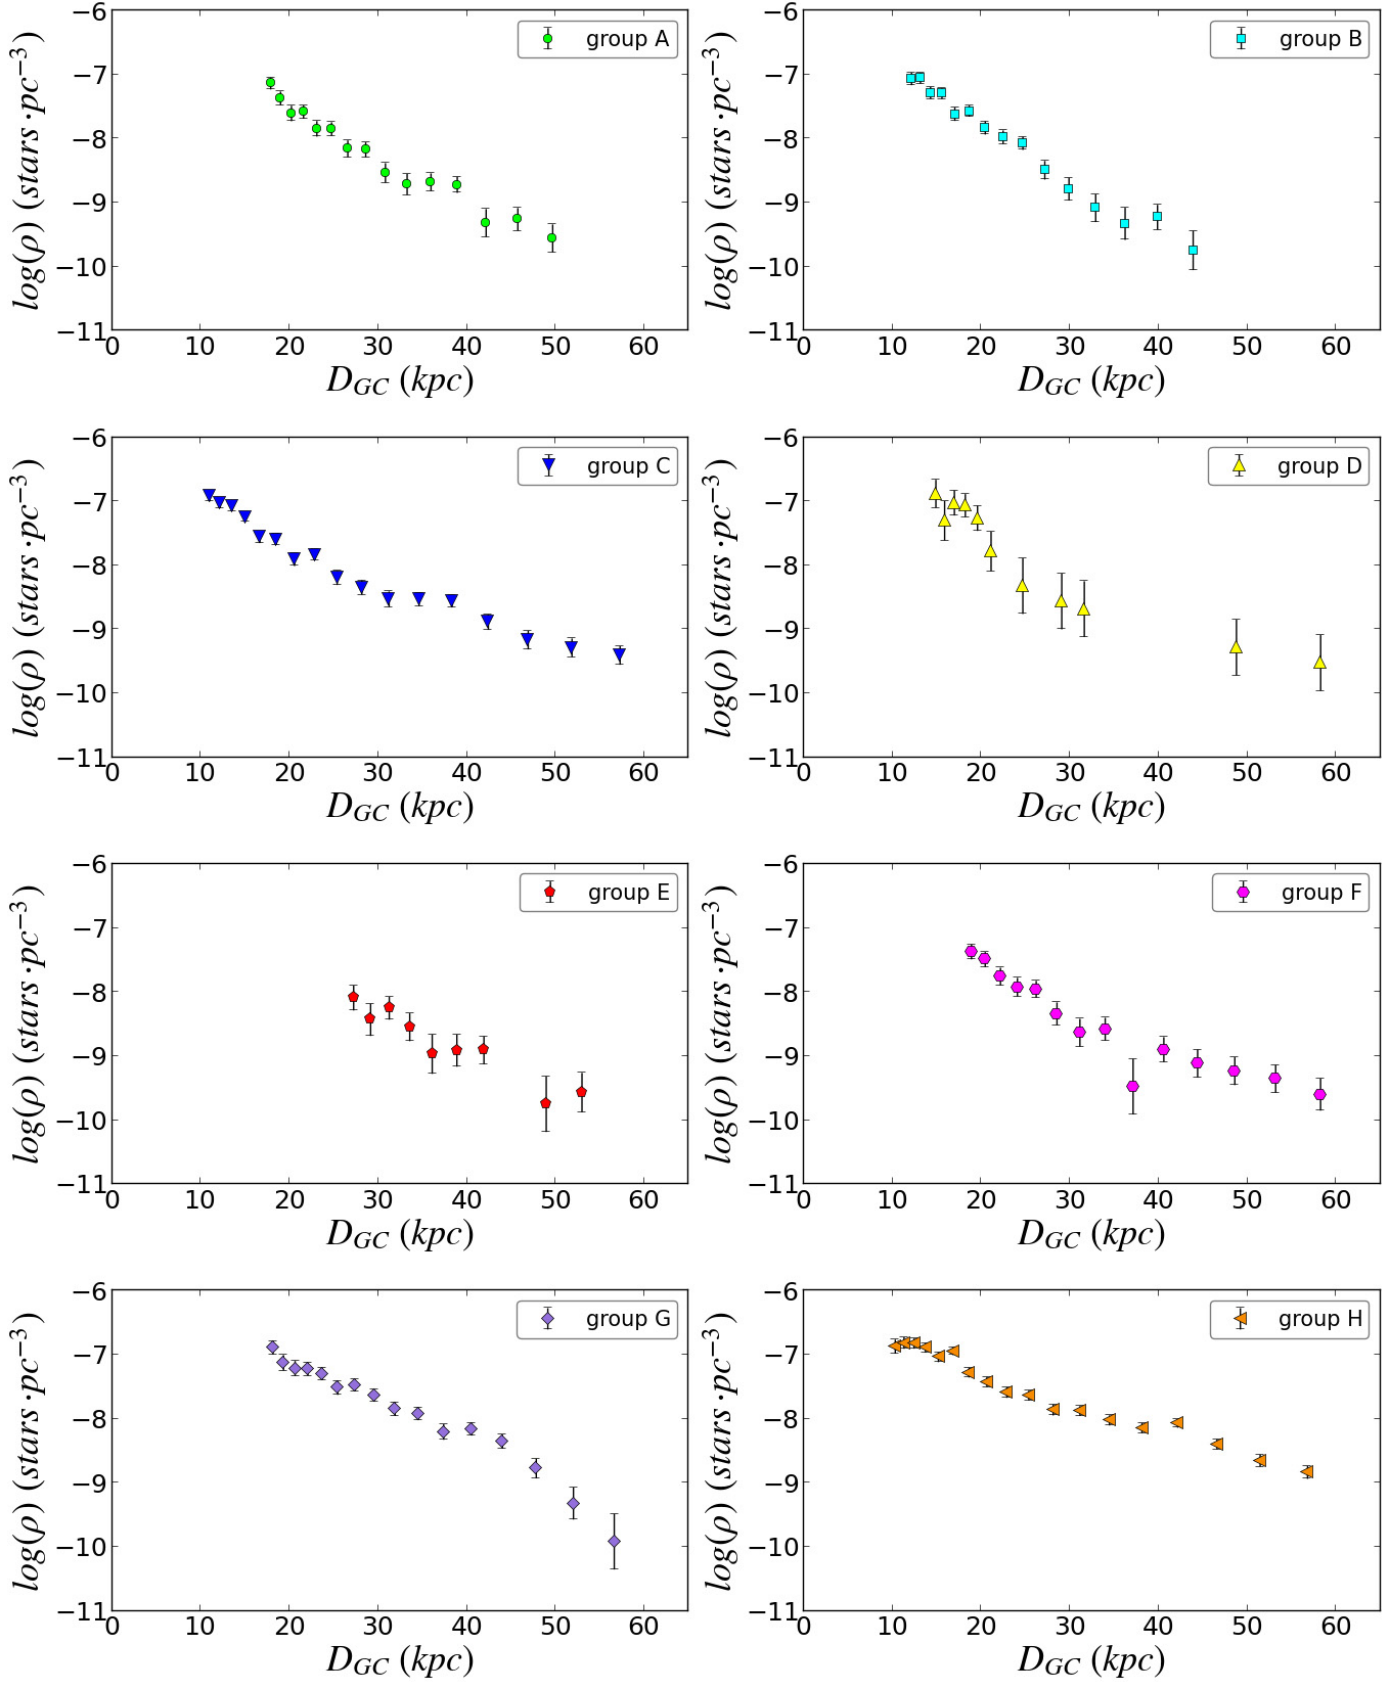 −6
−7
−8
−9
−10
−11
log(ρ) (stars·pc⁻³)
group A
0 10 20 30 40 50 60
D_GC (kpc)
−6
−7
−8
−9
−10
−11
log(ρ) (stars·pc⁻³)
group B
0 10 20 30 40 50 60
D_GC (kpc)
−6
−7
−8
−9
−10
−11
log(ρ) (stars·pc⁻³)
group C
0 10 20 30 40 50 60
D_GC (kpc)
−6
−7
−8
−9
−10
−11
log(ρ) (stars·pc⁻³)
group D
0 10 20 30 40 50 60
D_GC (kpc)
−6
−7
−8
−9
−10
−11
log(ρ) (stars·pc⁻³)
group E
0 10 20 30 40 50 60
D_GC (kpc)
−6
−7
−8
−9
−10
−11
log(ρ) (stars·pc⁻³)
group F
0 10 20 30 40 50 60
D_GC (kpc)
−6
−7
−8
−9
−10
−11
log(ρ) (stars·pc⁻³)
group G
0 10 20 30 40 50 60
D_GC (kpc)
−6
−7
−8
−9
−10
−11
log(ρ) (stars·pc⁻³)
group H
0 10 20 30 40 50 60
D_GC (kpc)